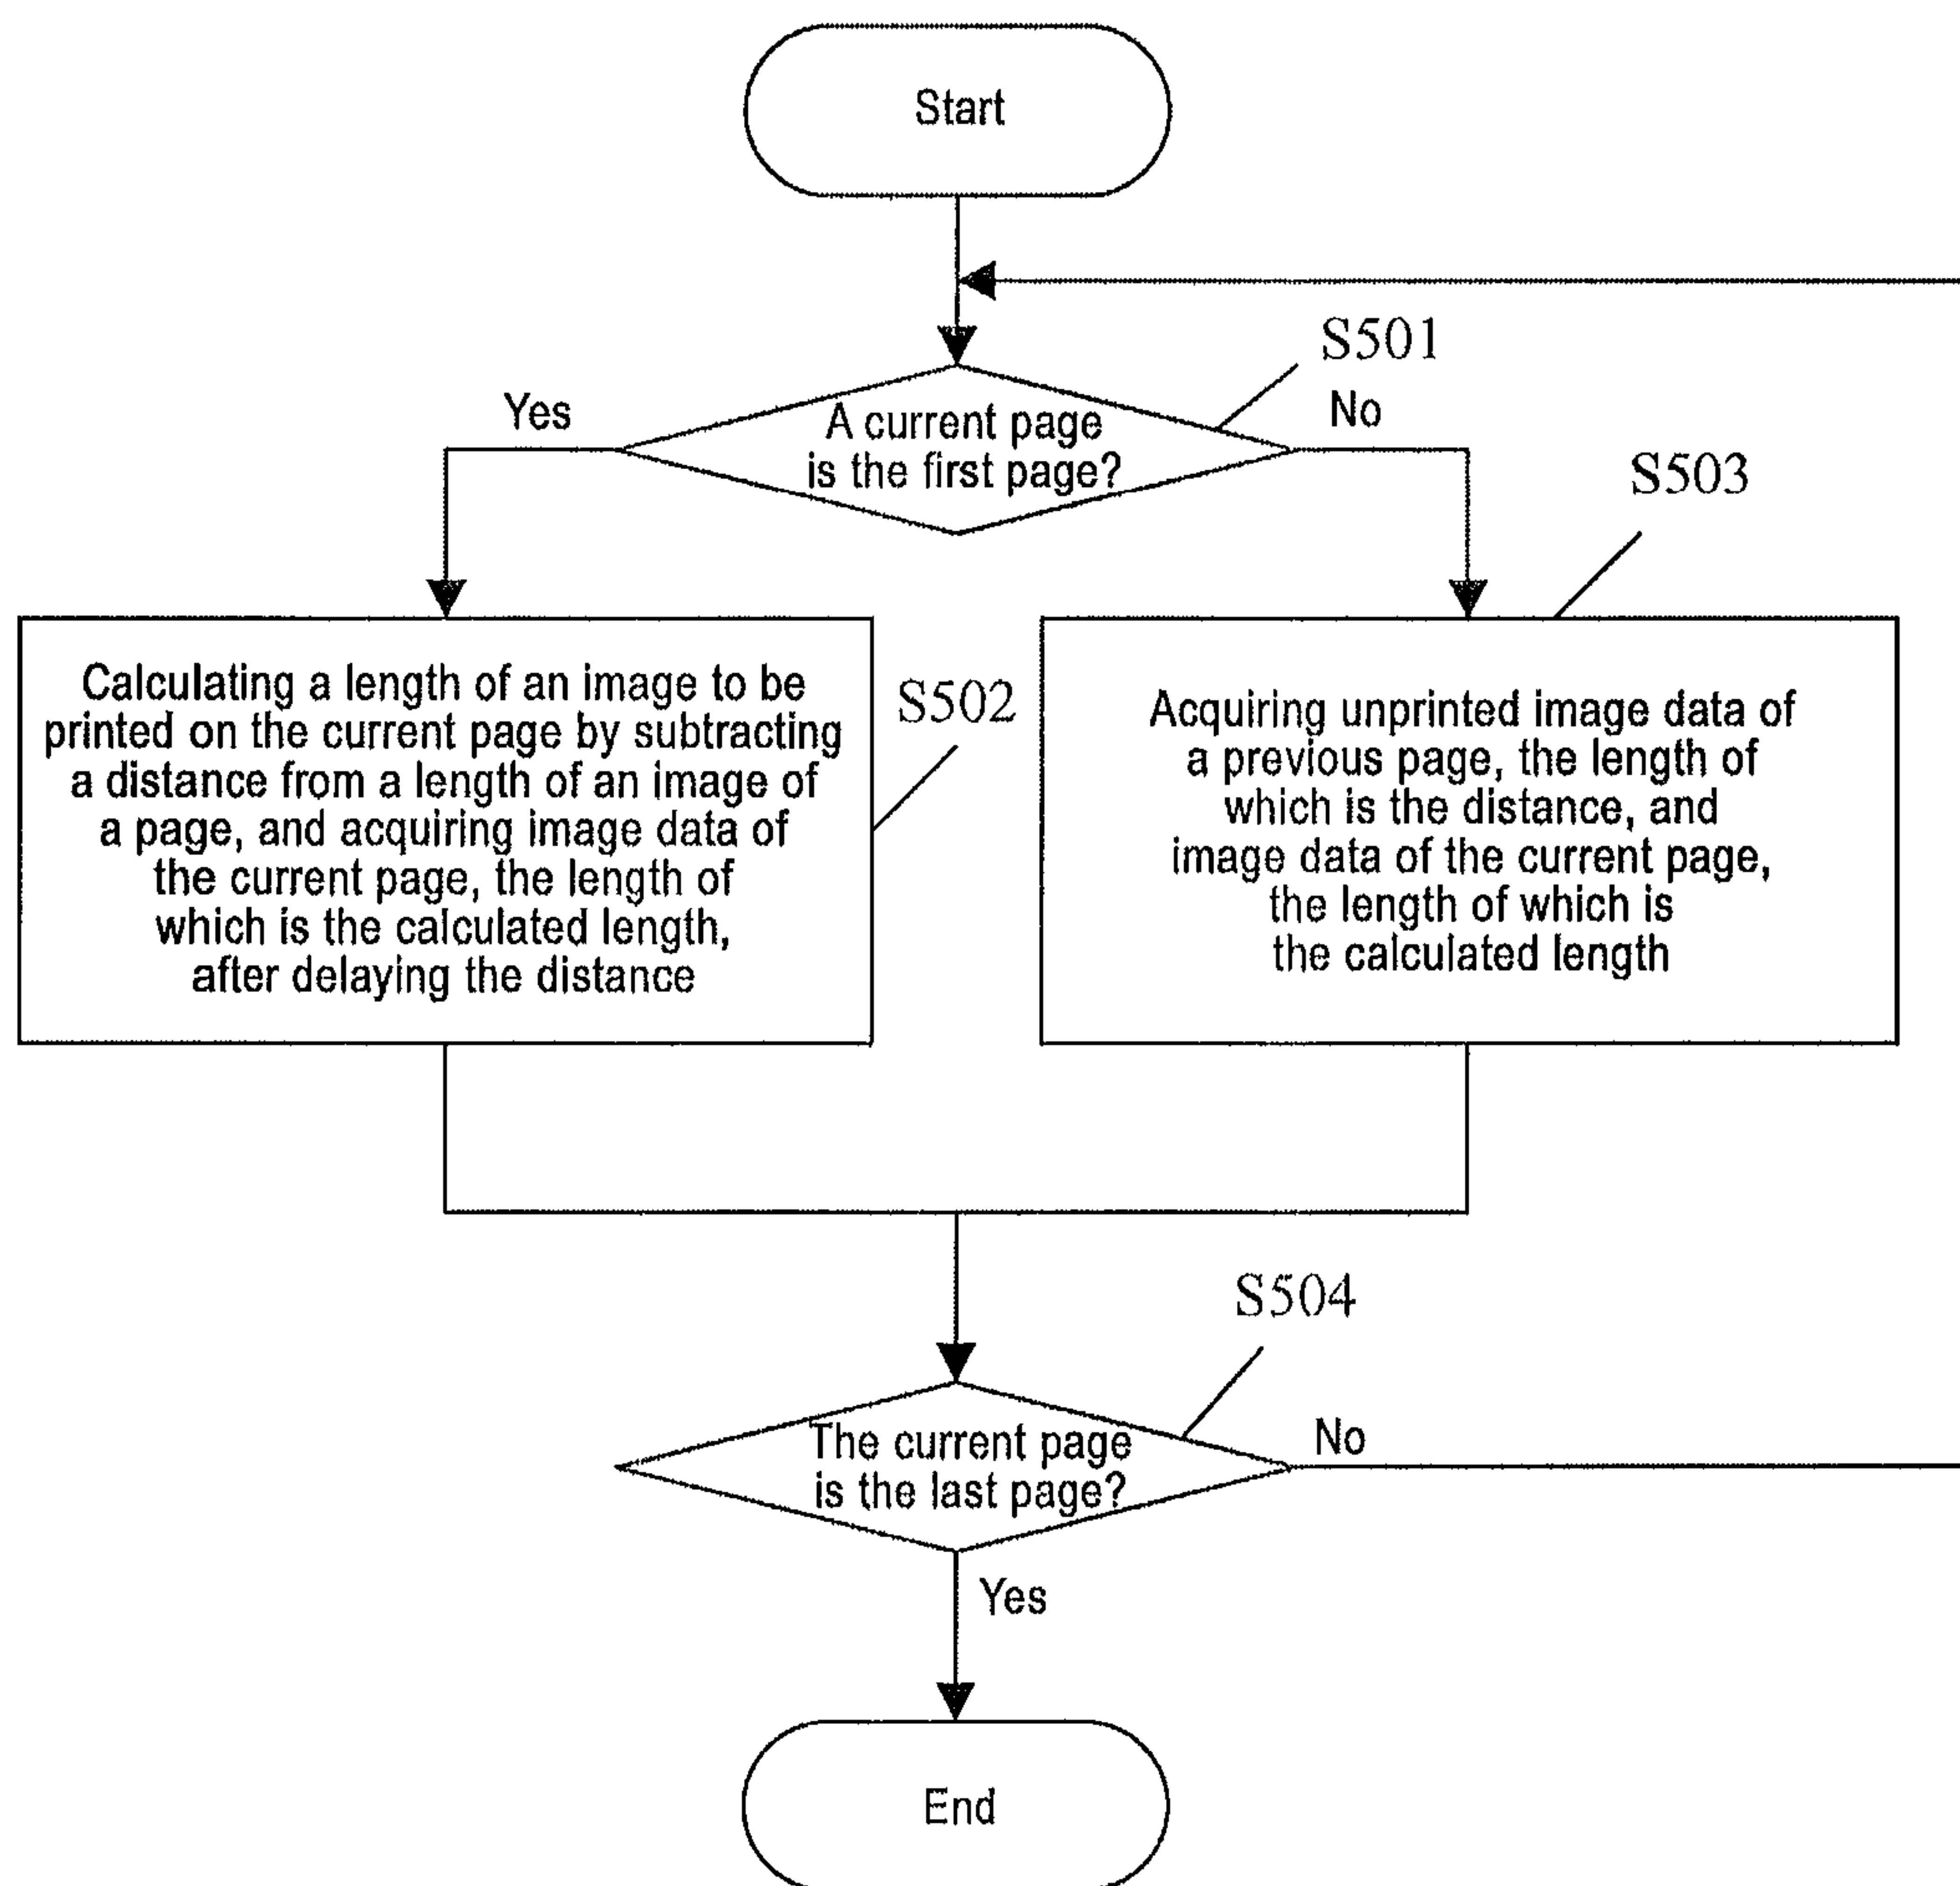 Start
S501
Yes
No
A current page
is the first page?
S503
Calculating a length of an image to be
printed on the current page by subtracting
a distance from a length of an image of
a page, and acquiring image data of
the current page, the length of
which is the calculated length,
after delaying the distance
S502
Acquiring unprinted image data of
a previous page, the length of
which is the distance, and
image data of the current page,
the length of which is
the calculated length
S504
The current page
is the last page?
No
Yes
End